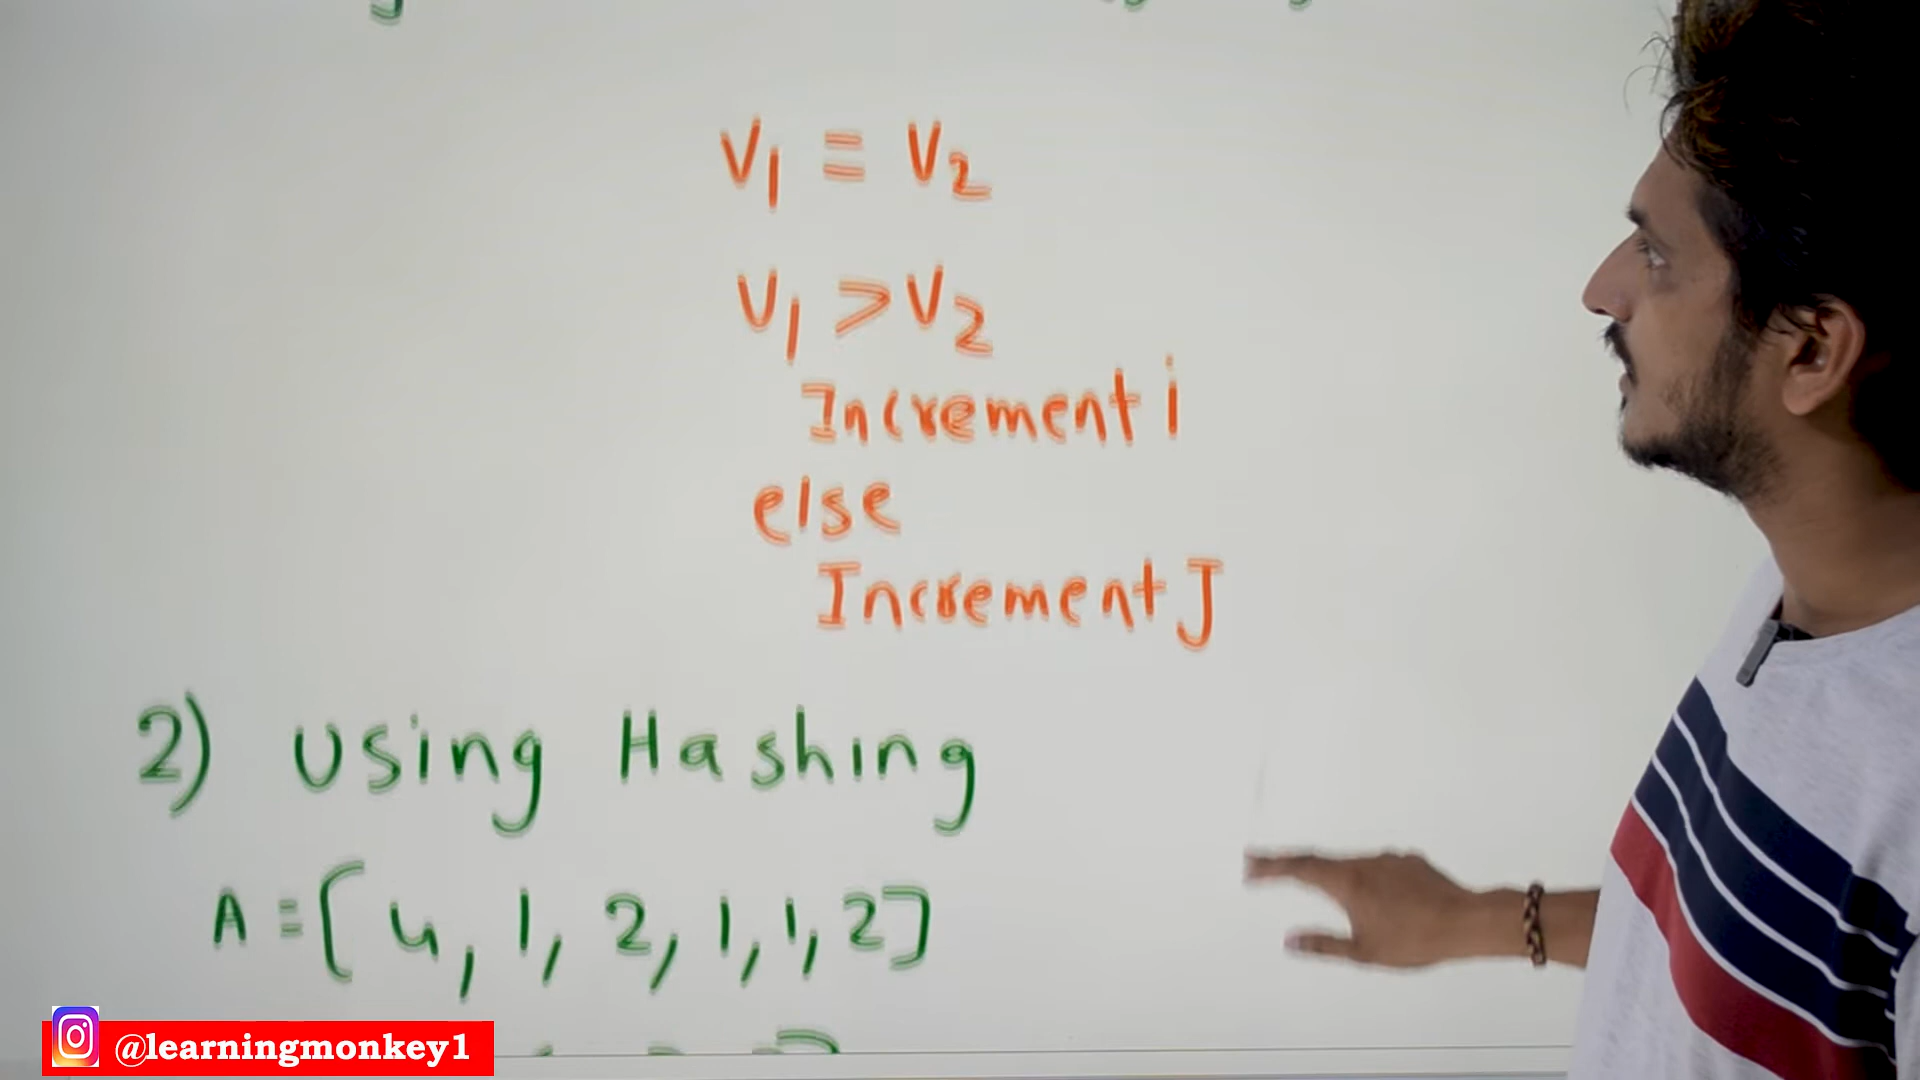 V1 = V2
V1 > V2
Increment i
else
Increment J
2) Using Hashing
A = [ 4, 1, 2, 1, 1, 2]
@learningmonkey1